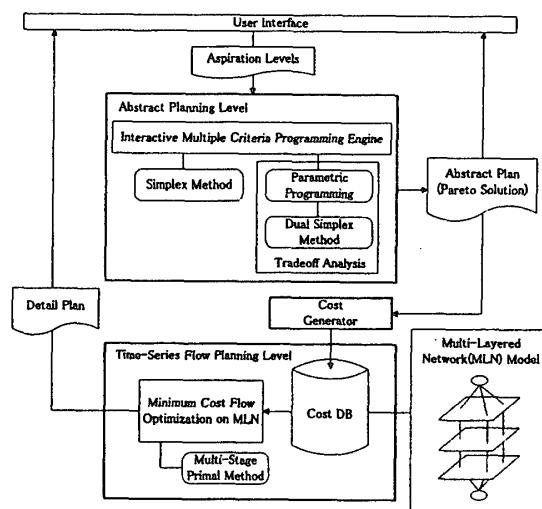 User Interface
Aspiration Levels
Abstract Planning Level
Interactive Multiple Criteria Programming Engine
Simplex Method
Parametric
Programming
Dual Simplex
Method
Tradeoff Analysis
Abstract Plan
(Pareto Solution)
Detail Plan
Cost
Generator
Time-Series Flow Planning Level
Minimum Cost Flow
Optimization on MLN
Cost DB
Multi-Stage
Primal Method
Multi-Layered
Network(MLN) Model